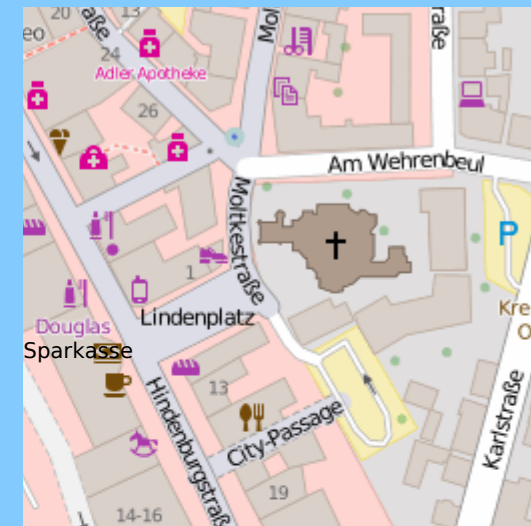 20
13
24
Adler Apotheke
26
Am Wehrenbeul
Moltkestraße
P
1
Lindenplatz
Douglas
Sparkasse
13
Hindenburgstraß
City-Passage
Karlstraße
19
14-16